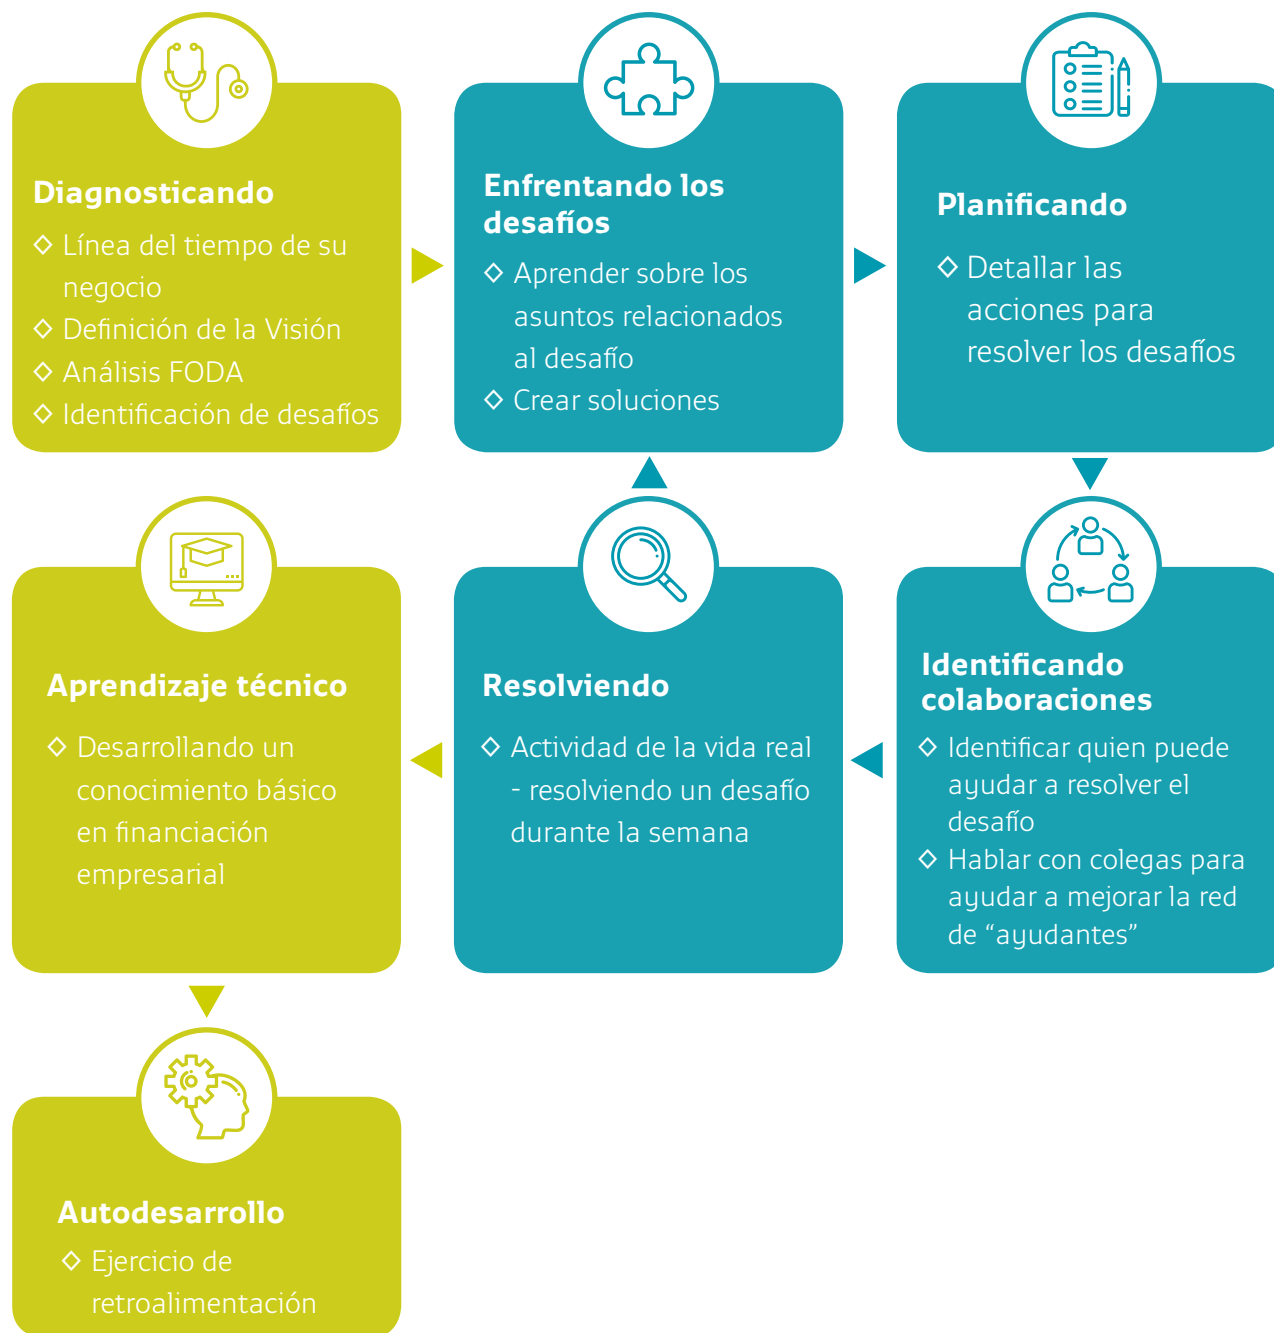 Diagnosticando
Línea del tiempo de su
negocio
Definición de la Visión
Análisis FODA
Identificación de desafíos
Enfrentando los
desafíos
Aprender sobre los
asuntos relacionados
al desafío
Crear soluciones
Planificando
Detallar las
acciones para
resolver los desafíos
Aprendizaje técnico
Desarrollando un
conocimiento básico
en financiación
empresarial
Resolviendo
Actividad de la vida real
- resolviendo un desafío
durante la semana
Identificando
colaboraciones
Identificar quien puede
ayudar a resolver el
desafío
Hablar con colegas para
ayudar a mejorar la red
de “ayudantes”
Autodesarrollo
Ejercicio de
retroalimentación